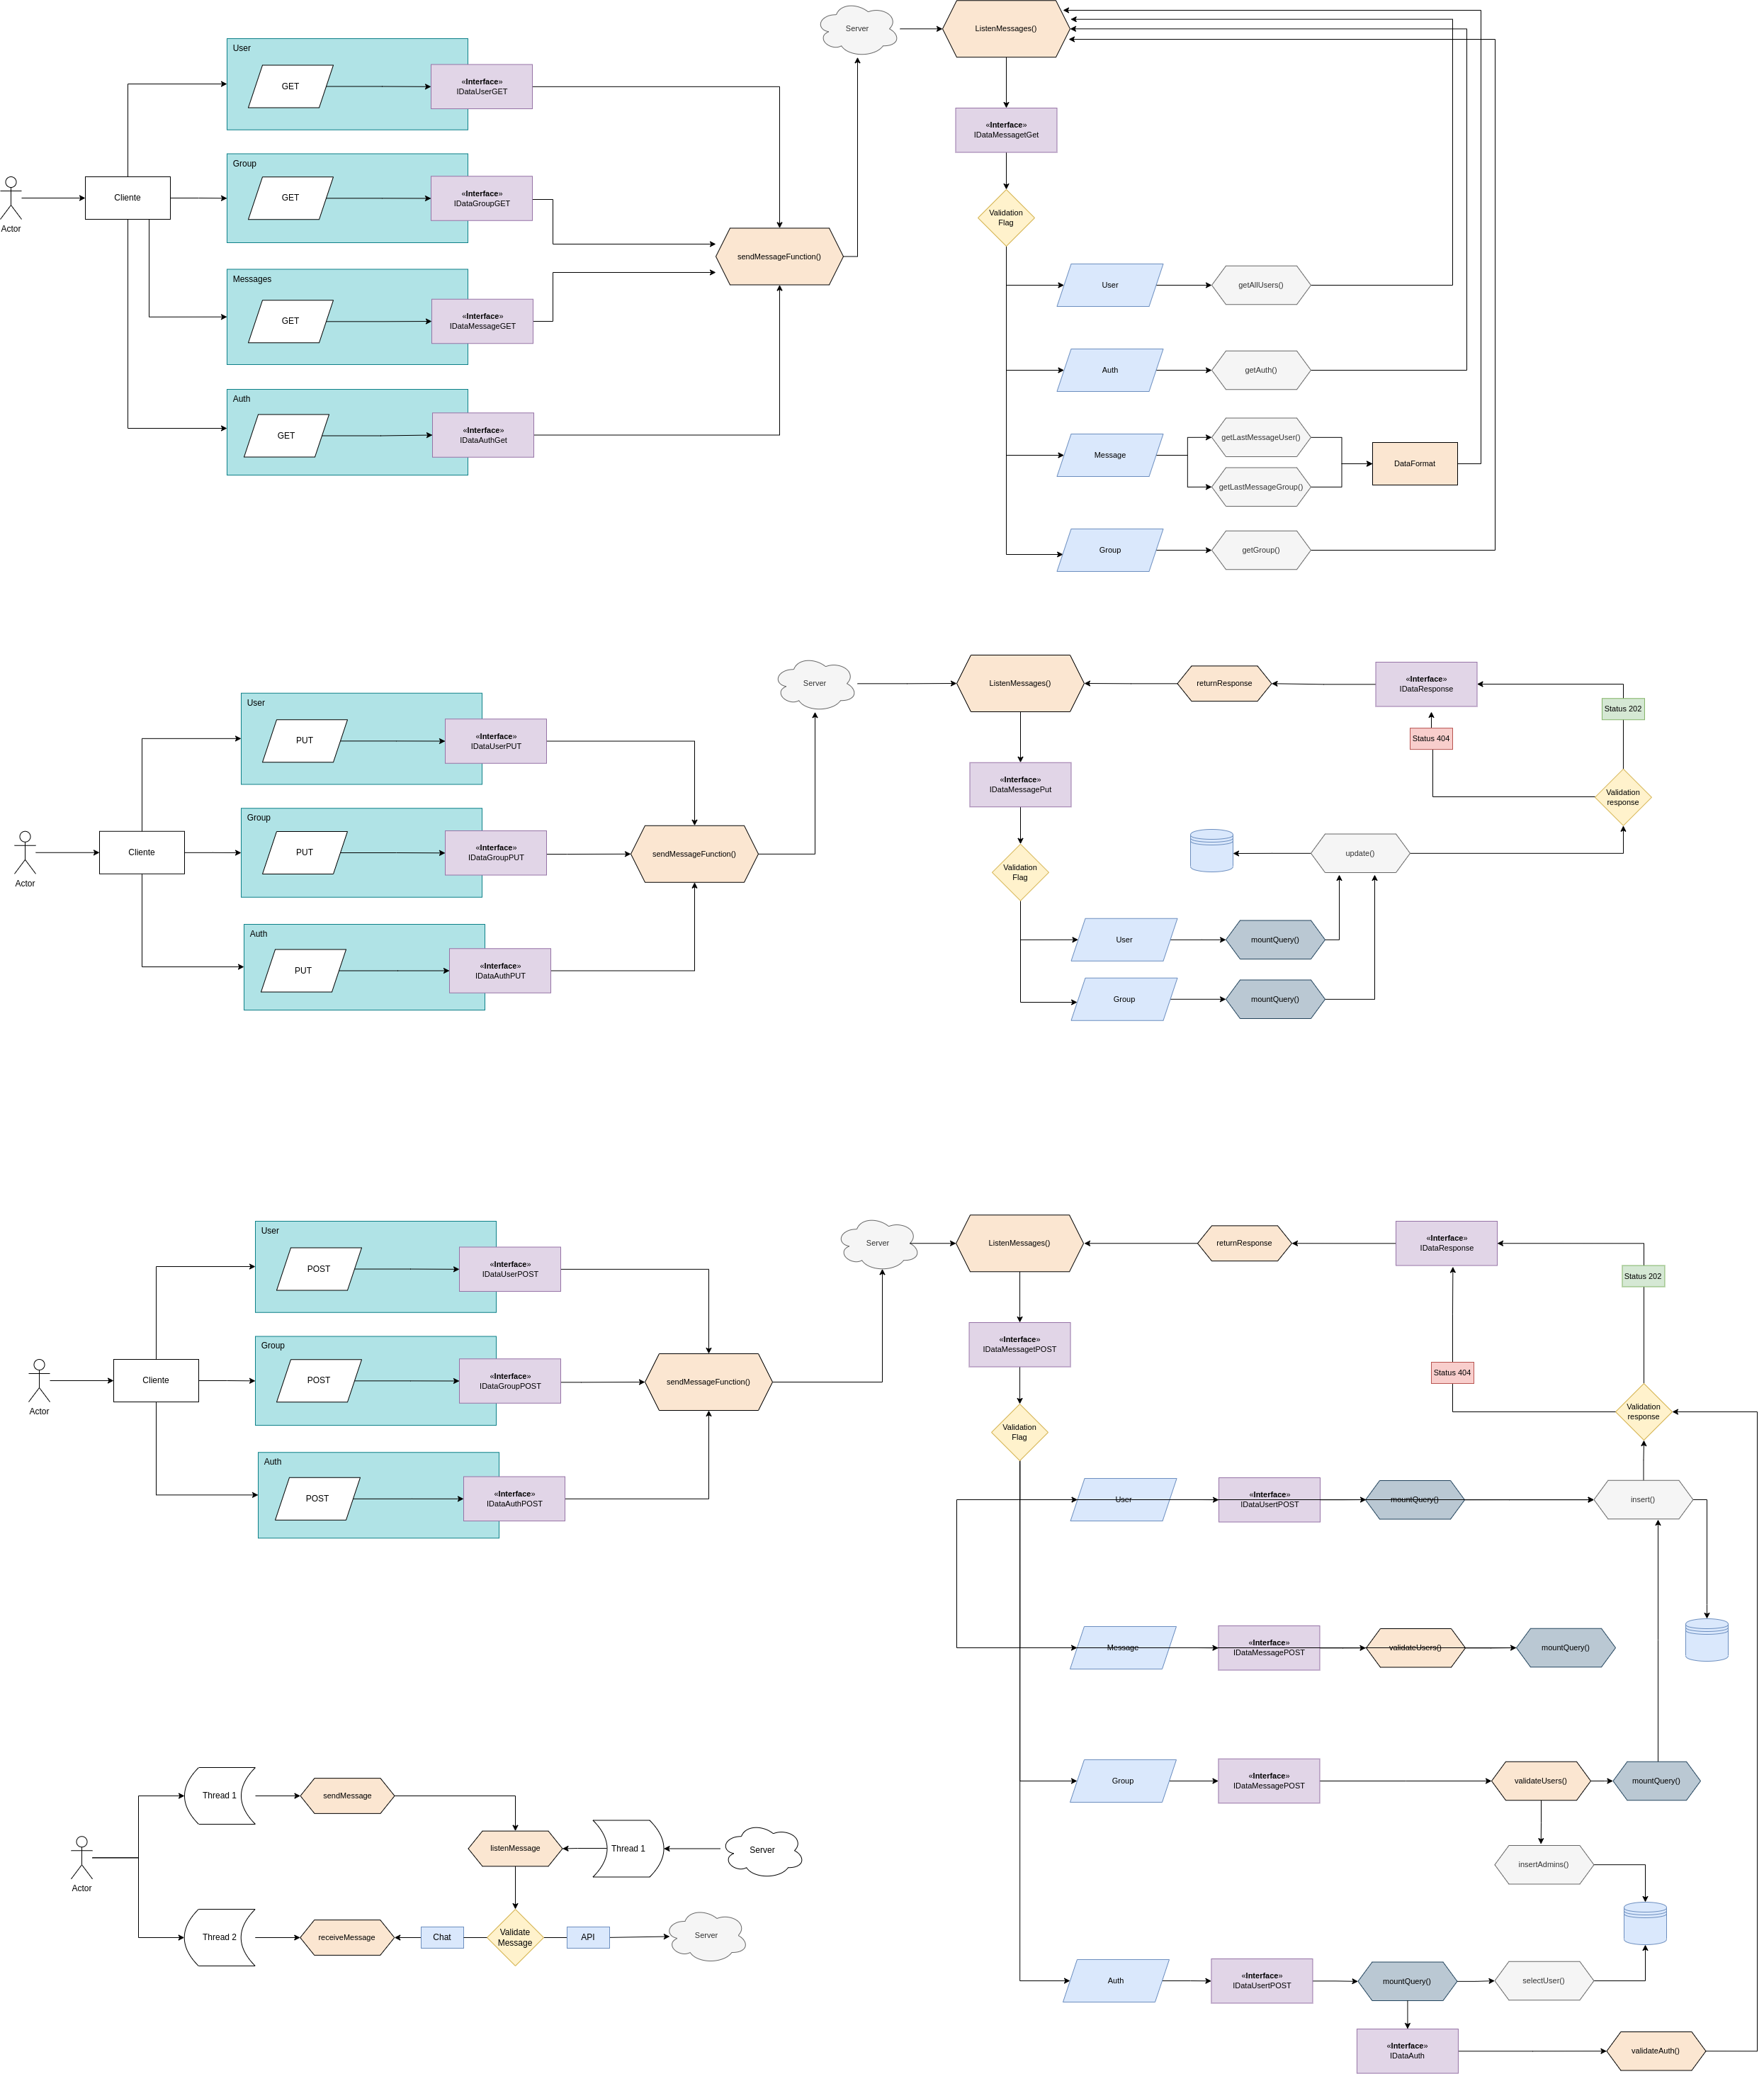 Server
ListenMessages()
User
GET
«Interface»
IDataUserGET
«Interface»
IDataMessagetGet
Group
GET
«Interface»
IDataGroupGET
Actor
Cliente
Validation
Flag
sendMessageFunction()
Messages
GET
«Interface»
IDataMessageGET
User
getAllUsers()
Auth
getAuth()
Auth
GET
«Interface»
IDataAuthGet
Message
getLastMessageUser()
getLastMessageGroup()
DataFormat
Group
getGroup()
Server
ListenMessages()
returnResponse
«Interface»
IDataResponse
Status 202
Status 404
User
PUT
«Interface»
IDataUserPUT
«Interface»
IDataMessagePut
Validation
response
Group
PUT
«Interface»
IDataGroupPUT
Actor
Cliente
sendMessageFunction()
update()
Validation
Flag
Auth
PUT
«Interface»
IDataAuthPUT
User
mountQuery()
Group
mountQuery()
Server
ListenMessages()
returnResponse
«Interface»
IDataResponse
Status 202
User
POST
«Interface»
IDataUserPOST
«Interface»
IDataMessagetPOST
Status 404
Group
POST
«Interface»
IDataGroupPOST
Actor
Cliente
sendMessageFunction()
Validation
Flag
Validation
response
Auth
POST
«Interface»
IDataAuthPOST
User
«Interface»
IDataUsertPOST
mountQuery()
insert()
Message
«Interface»
IDataMessagePOST
validateUsers()
mountQuery()
Group
«Interface»
IDataMessagePOST
validateUsers()
mountQuery()
insertAdmins()
Auth
«Interface»
IDataUsertPOST
mountQuery()
selectUser()
«Interface»
IDataAuth
validateAuth()
Thread 1
sendMessage
listenMessage
Thread 1
Server
Actor
Thread 2
receiveMessage
Chat
Validate
Message
API
Server